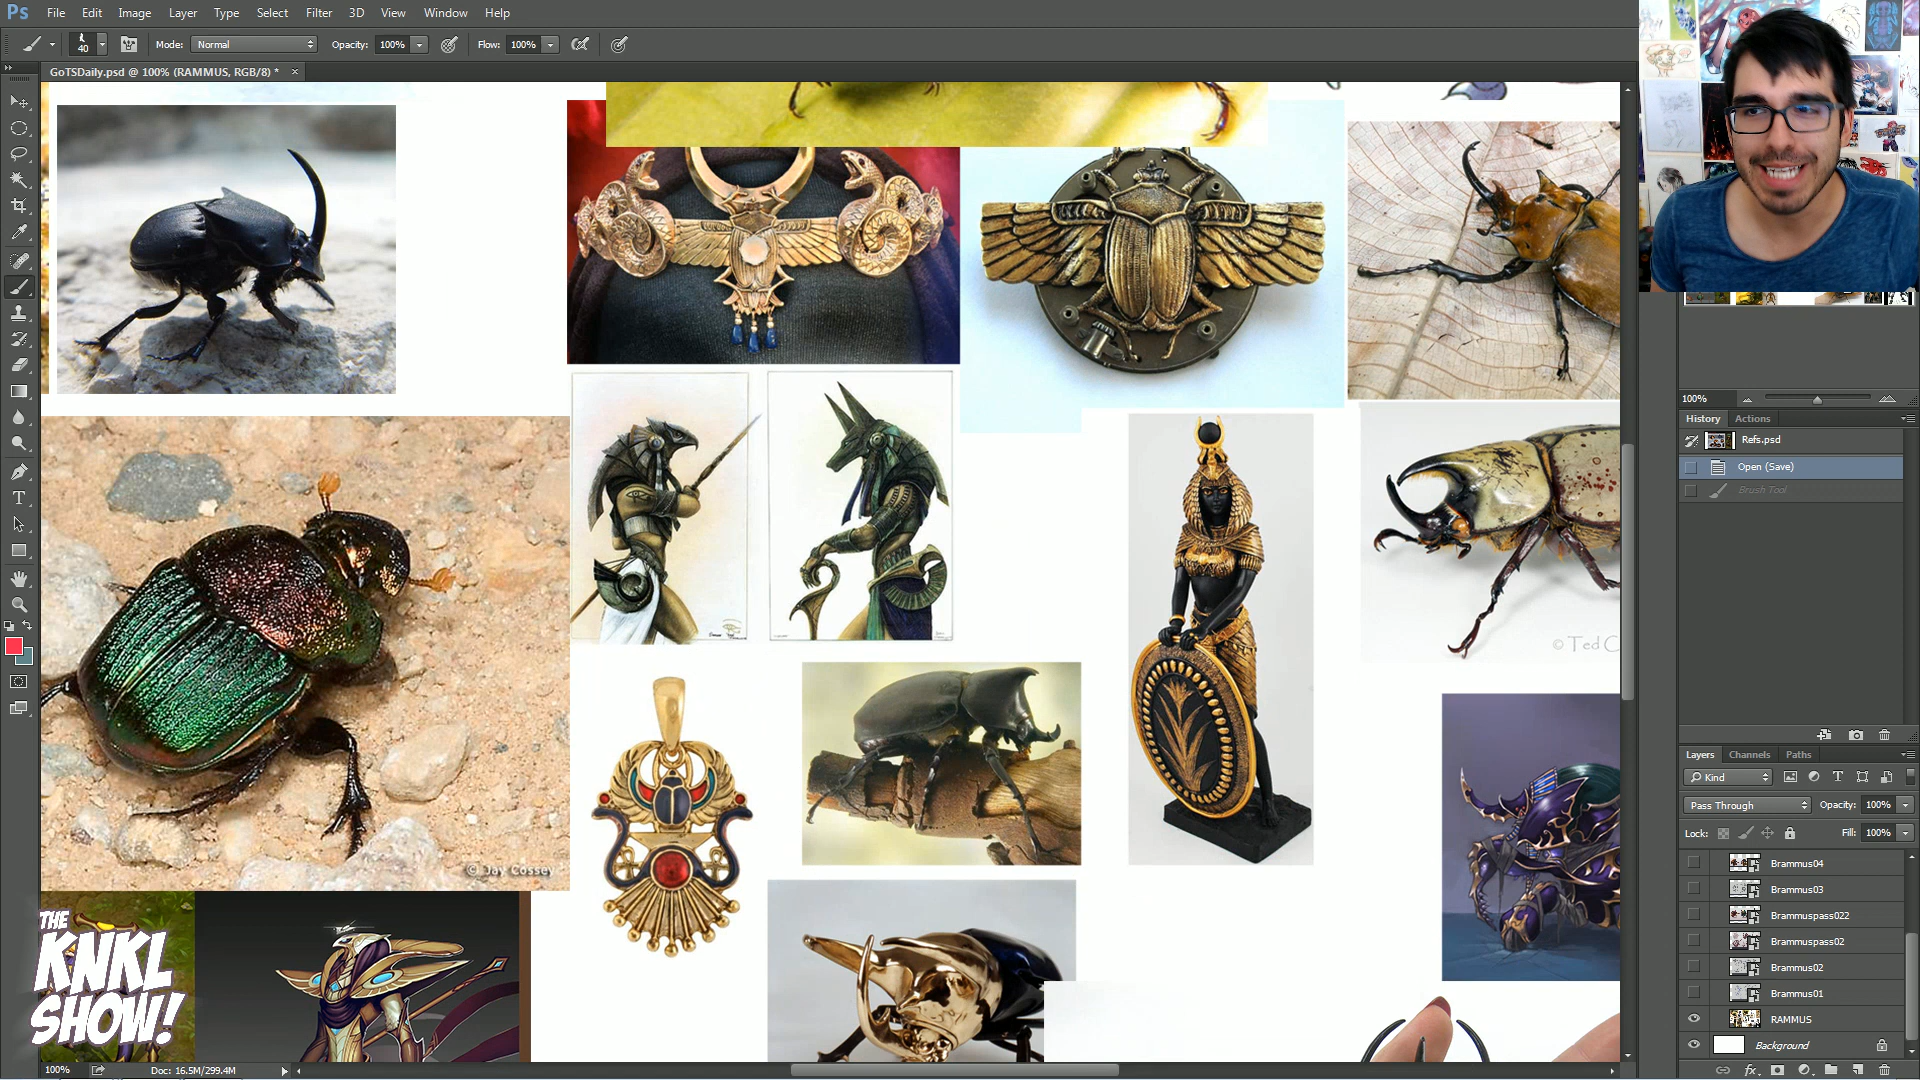 Ps File Edit Image Layer Type Select Filter 3D View Window Help
40 Mode: Normal Opacity: 100% Flow: 100%
GoTSDaily.psd @ 100% (RAMMUS, RGB/8) * ×
100%
History Actions
Refs.psd
Open (Save)
Brush Tool
© Ted C
Layers Channels Paths
Kind
Pass Through Opacity: 100%
Lock: Fill: 100%
Brammus04
Brammus03
Brammuspass022
Brammuspass02
Brammus02
Brammus01
RAMMUS
Background
© Jay Cossey
THE
KNKL
SHOW!
100% Doc: 16.5M/299.4M